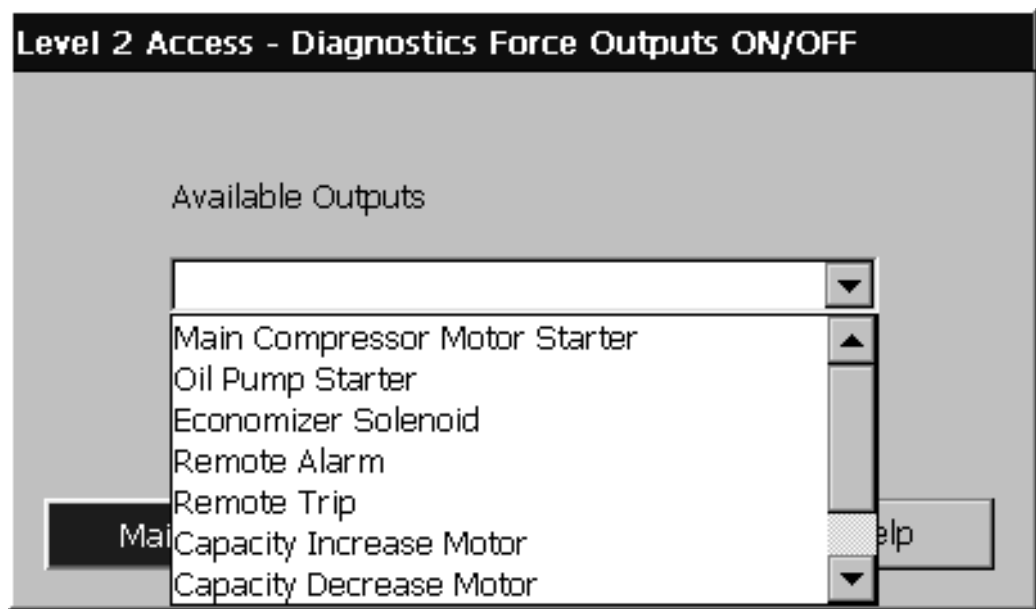 Level 2 Access - Diagnostics Force Outputs ON/OFF
Available Outputs
Main Compressor Motor Starter
Oil Pump Starter
Economizer Solenoid
Remote Alarm
Remote Trip
Capacity Increase Motor
Capacity Decrease Motor